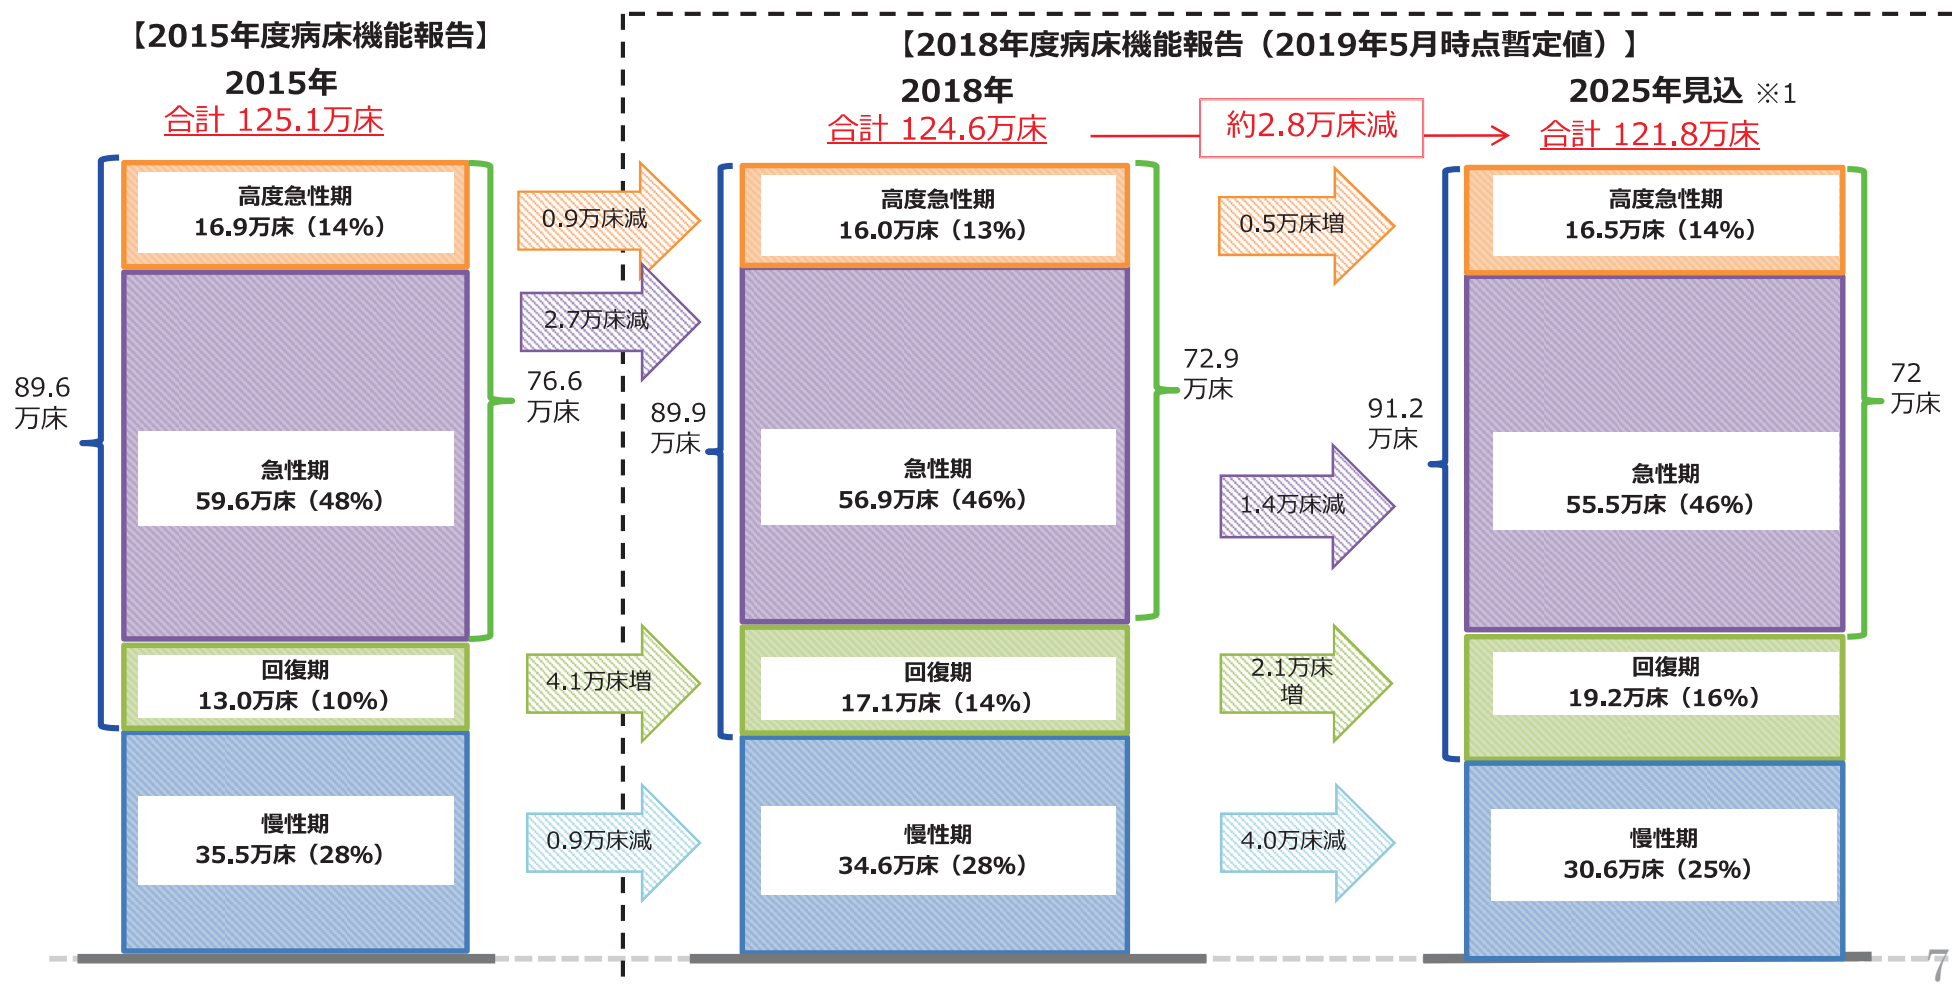 【2015年度病床機能報告】
2015年
合計 125.1万床
【2018年度病床機能報告（2019年5月時点暫定値）】
2018年
合計 124.6万床
約2.8万床減
2025年見込 ※1
合計 121.8万床
高度急性期
16.9万床（14%）
急性期
59.6万床（48%）
回復期
13.0万床（10%）
慢性期
35.5万床（28%）
89.6
万床
76.6
万床
0.9万床減
2.7万床減
4.1万床増
0.9万床減
高度急性期
16.0万床（13%）
急性期
56.9万床（46%）
回復期
17.1万床（14%）
慢性期
34.6万床（28%）
89.9
万床
72.9
万床
0.5万床増
1.4万床減
2.1万床
増
4.0万床減
高度急性期
16.5万床（14%）
急性期
55.5万床（46%）
回復期
19.2万床（16%）
慢性期
30.6万床（25%）
91.2
万床
72
万床
7